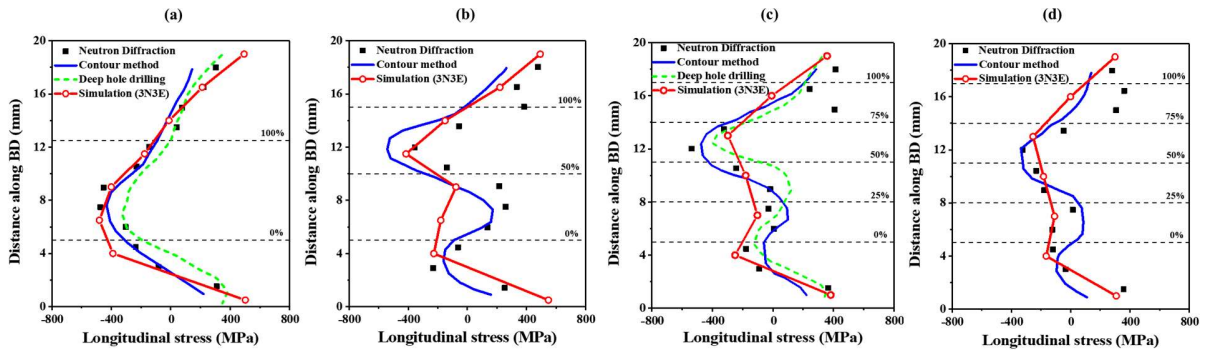 (a)
20
16
12
8
4
0
Distance along BD (mm)
Neutron Diffraction
Contour method
Deep hole drilling
Simulation (3N3E)
100%
0%
-800 -400 0 400 800
Longitudinal stress (MPa)
(b)
20
16
12
8
4
0
Distance along BD (mm)
Neutron Diffraction
Contour method
Simulation (3N3E)
100%
50%
0%
-800 -400 0 400 800
Longitudinal stress (MPa)
(c)
20
16
12
8
4
0
Distance along BD (mm)
Neutron Diffraction
Contour method
Deep hole drilling
Simulation (3N3E)
100%
75%
50%
25%
0%
-800 -400 0 400 800
Longitudinal stress (MPa)
(d)
20
16
12
8
4
0
Distance along BD (mm)
Neutron Diffraction
Contour method
Simulation (3N3E)
100%
75%
50%
25%
0%
-800 -400 0 400 800
Longitudinal stress (MPa)